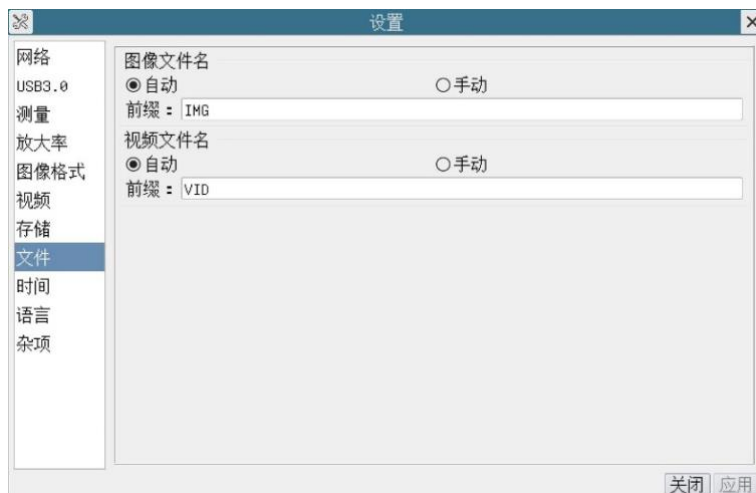 设置
网络
USB3.0
测量
放大率
图像格式
视频
存储
文件
时间
语言
杂项
图像文件名
自动 手动
前缀： IMG
视频文件名
自动 手动
前缀： VID
关闭 应用